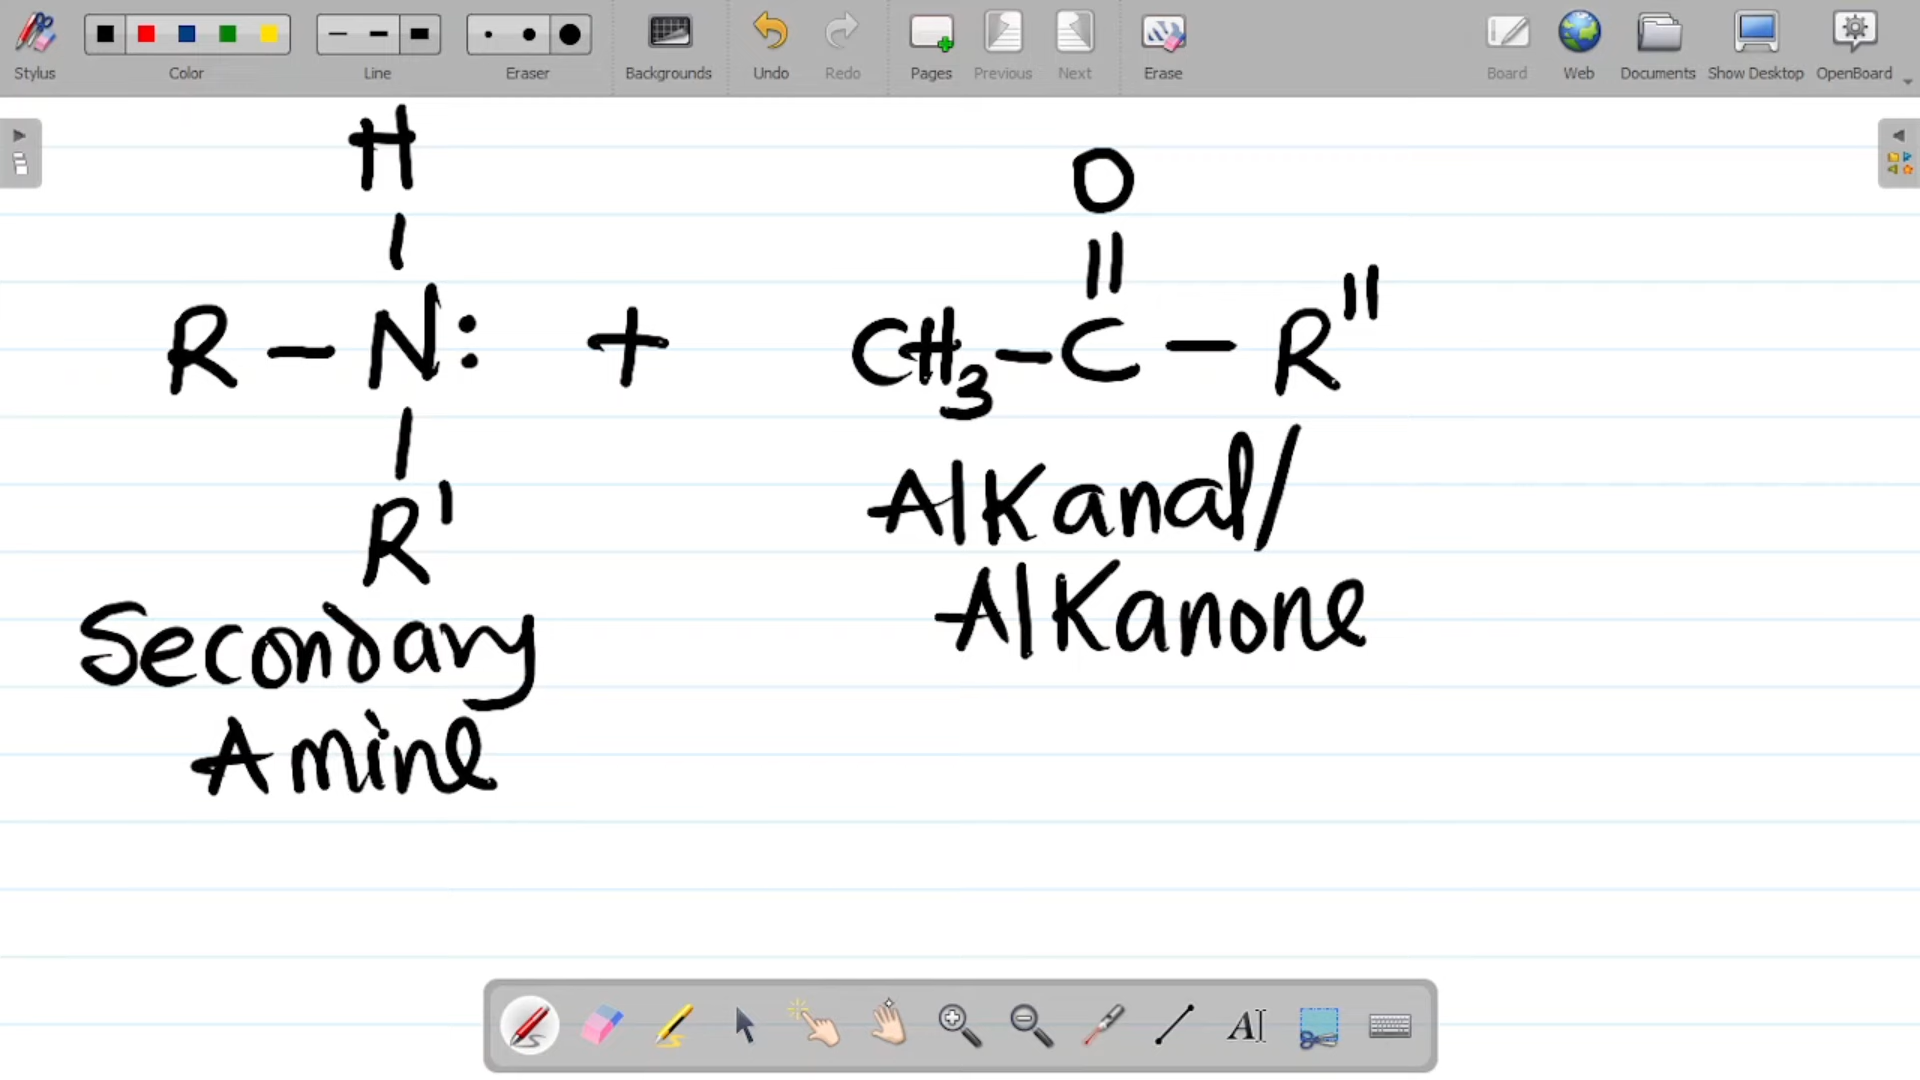 Stylus Color Line Eraser Backgrounds Undo Redo Pages Previous Next Erase Board Web Documents Show Desktop OpenBoard
H
O
||
R – N: + CH3 – C – R"
R'
Alkanal/
Alkanone
Secondary
Amine